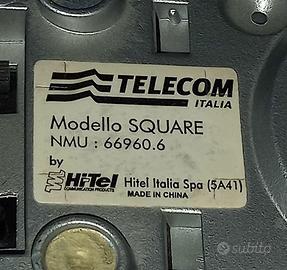 TELECOM
ITALIA
Modello SQUARE
NMU : 66960.6
by
Hi-Tel
COMMUNICATION PRODUCTS
Hitel Italia Spa (5A41)
MADE IN CHINA
subito